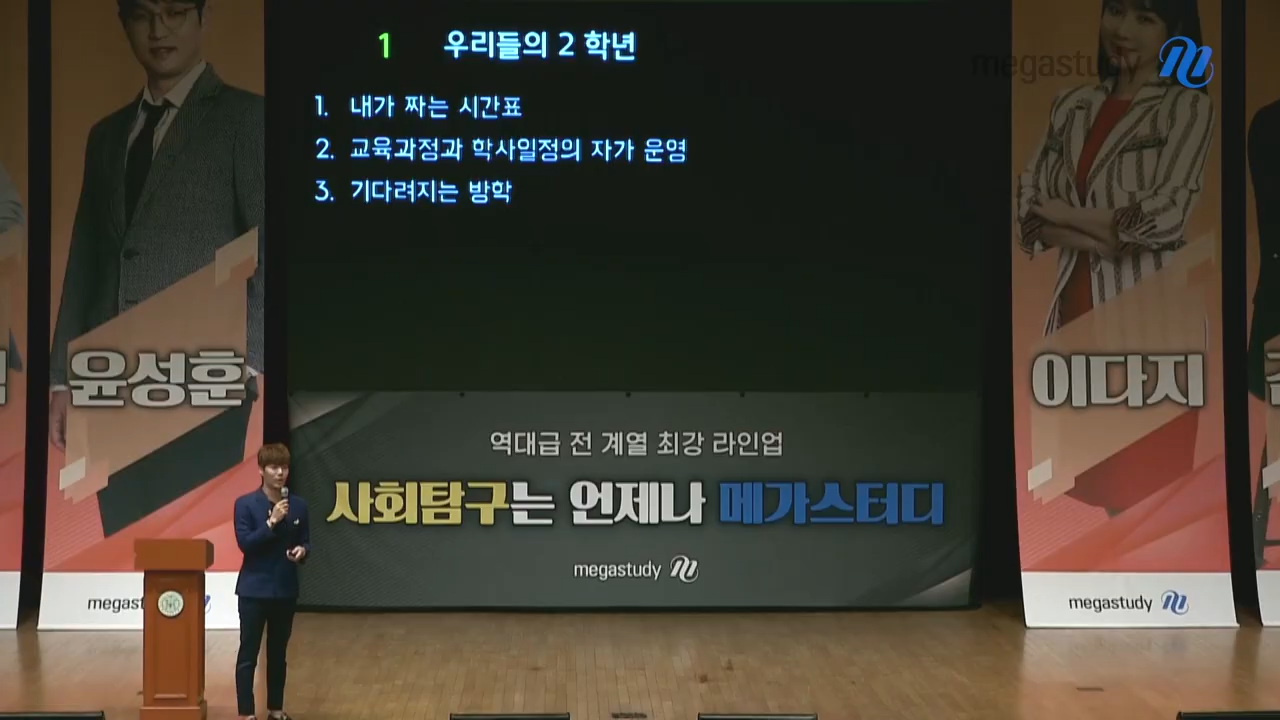 1 우리들의 2 학년
megastudy
1. 내가 짜는 시간표
2. 교육과정과 학사일정의 자가 운영
3. 기다려지는 방학
윤성훈
이다지
역대급 전 계열 최강 라인업
사회탐구는 언제나 메가스터디
megastudy
megast
megastudy